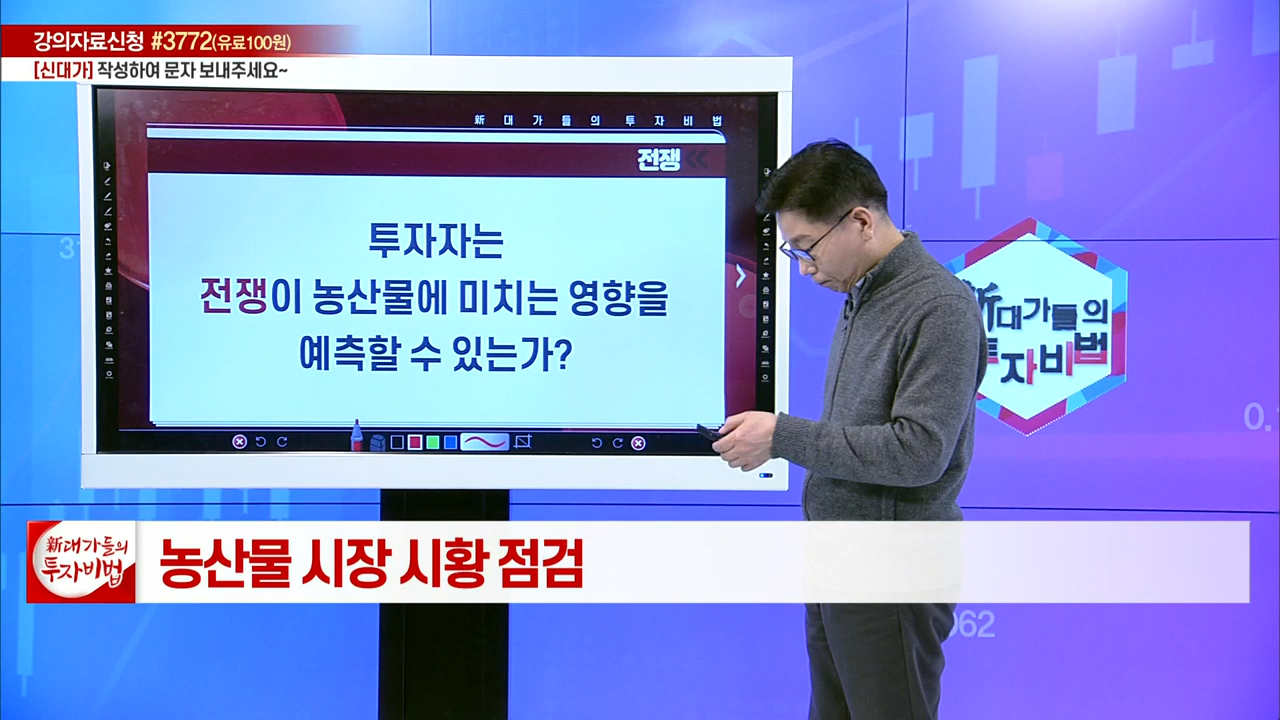 강의자료신청 #3772(유료100원)
[신대가] 작성하여 문자 보내주세요~
新 대 가 들 의 투 자 비 법
전쟁
투자자는
전쟁이 농산물에 미치는 영향을
예측할 수 있는가?
新대가들의
투자비법
新대가들의
투자비법
농산물 시장 시황 점검
0.